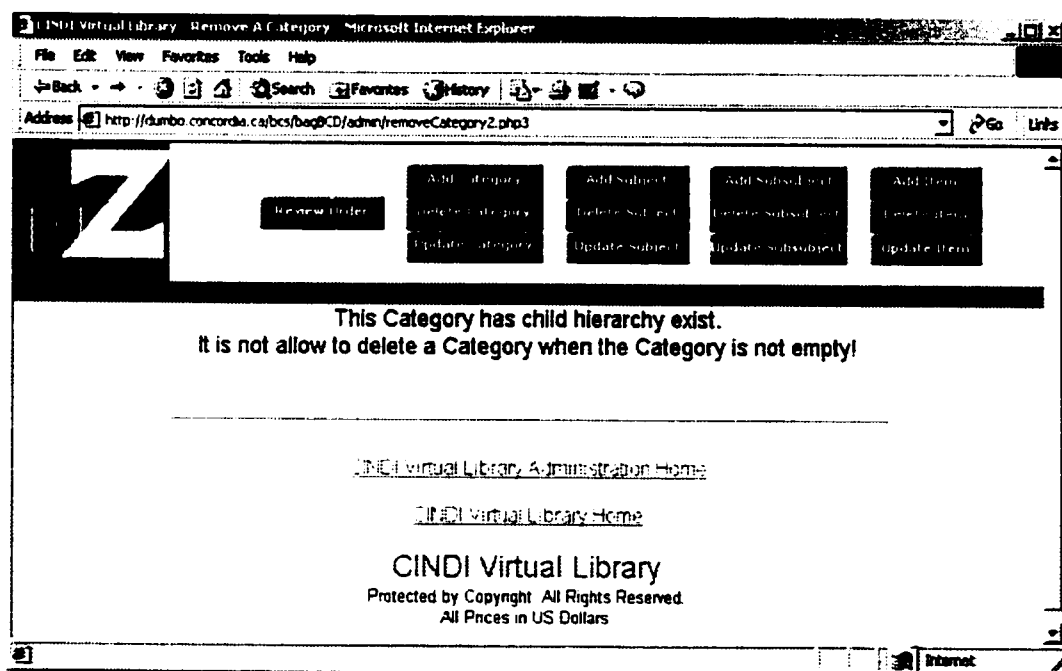 CINDI Virtual Library - Remove A Category - Microsoft Internet Explorer
File Edit View Favorites Tools Help
Back Search Favorites History
Address http://dumbo.concordia.ca/bcs/bagBCD/admin/removeCategory2.php3 Go Links
Review Order
Add Category Add Subject Add Subsubject Add Item
Delete Category Delete Subject Delete Subsubject Delete Item
Update Category Update Subject Update Subsubject Update Item
This Category has child hierarchy exist.
It is not allow to delete a Category when the Category is not empty!
CINDI Virtual Library Administration Home
CINDI Virtual Library Home
CINDI Virtual Library
Protected by Copyright All Rights Reserved.
All Prices in US Dollars
Internet